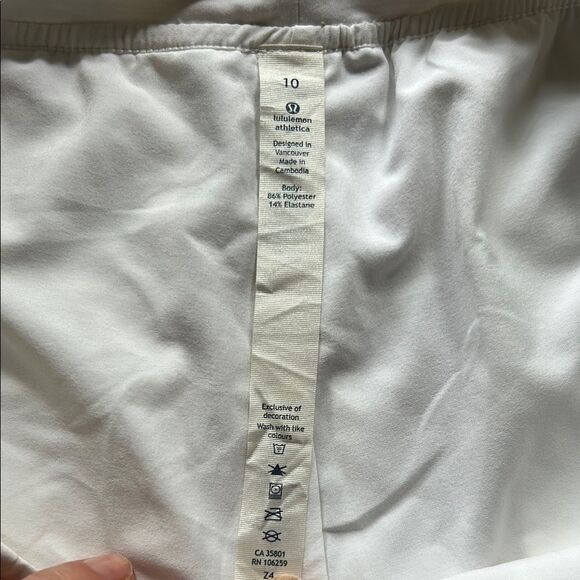 10
lululemon
athletica
Designed in
Vancouver
Made in
Cambodia
Body:
86% Polyester
14% Elastane
Exclusive of
decoration
Wash with like
colours
CA 35801
RN 106259
Z4